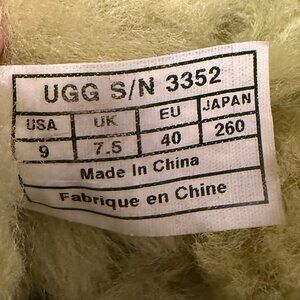 UGG S/N 3352
USA UK EU JAPAN
9 7.5 40 260
Made In China
Fabrique en Chine